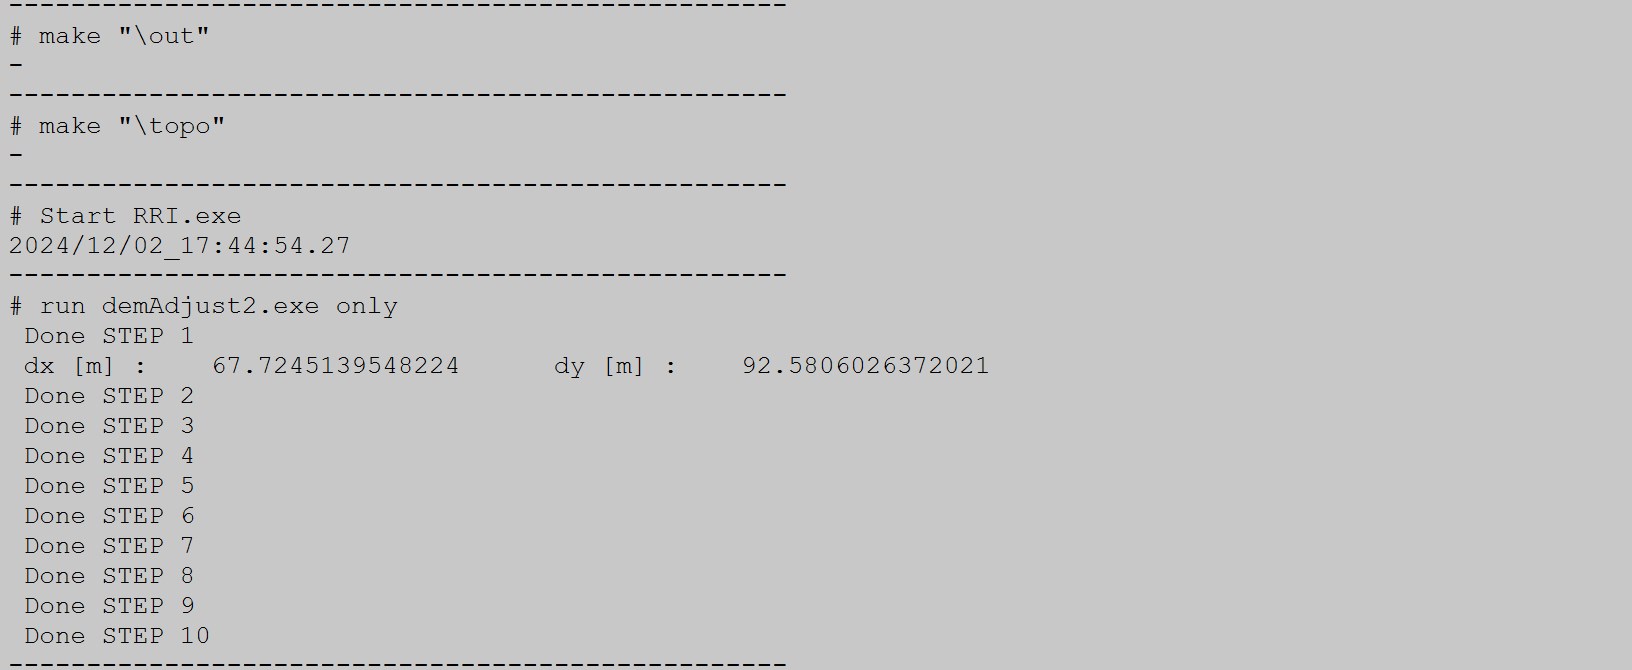 --------------------------------------------------
# make "\out"
-
--------------------------------------------------
# make "\topo"
-
--------------------------------------------------
# Start RRI.exe
2024/12/02_17:44:54.27
--------------------------------------------------
# run demAdjust2.exe only
Done STEP 1
dx [m] :    67.7245139548224      dy [m] :    92.5806026372021
Done STEP 2
Done STEP 3
Done STEP 4
Done STEP 5
Done STEP 6
Done STEP 7
Done STEP 8
Done STEP 9
Done STEP 10
--------------------------------------------------